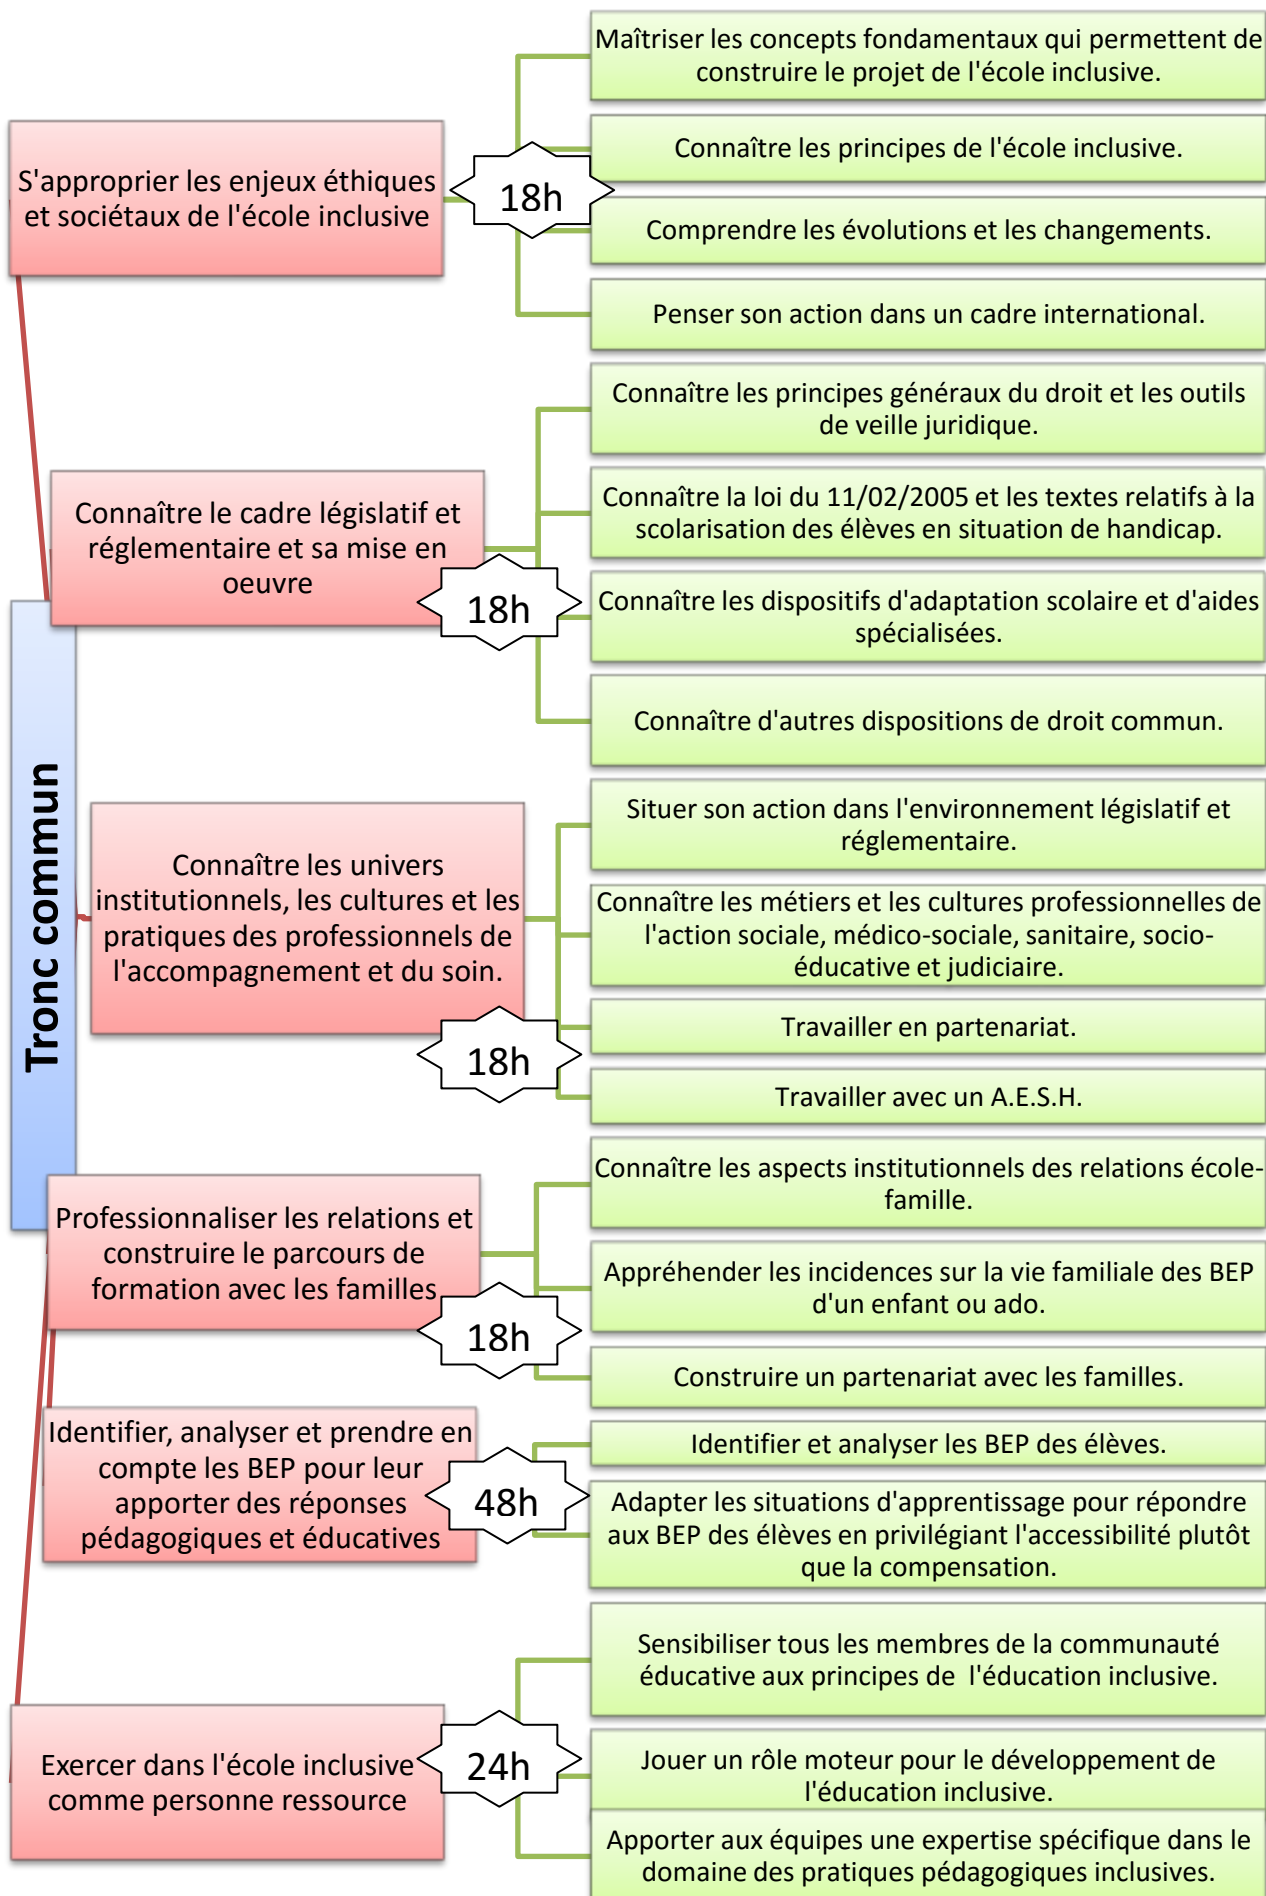 Tronc commun
S'approprier les enjeux éthiques
et sociétaux de l'école inclusive
18h
Maîtriser les concepts fondamentaux qui permettent de
construire le projet de l'école inclusive.
Connaître les principes de l'école inclusive.
Comprendre les évolutions et les changements.
Penser son action dans un cadre international.
Connaître le cadre législatif et
réglementaire et sa mise en
oeuvre
18h
Connaître les principes généraux du droit et les outils
de veille juridique.
Connaître la loi du 11/02/2005 et les textes relatifs à la
scolarisation des élèves en situation de handicap.
Connaître les dispositifs d'adaptation scolaire et d'aides
spécialisées.
Connaître d'autres dispositions de droit commun.
Connaître les univers
institutionnels, les cultures et les
pratiques des professionnels de
l'accompagnement et du soin.
18h
Situer son action dans l'environnement législatif et
réglementaire.
Connaître les métiers et les cultures professionnelles de
l'action sociale, médico-sociale, sanitaire, socio-
éducative et judiciaire.
Travailler en partenariat.
Travailler avec un A.E.S.H.
Professionnaliser les relations et
construire le parcours de
formation avec les familles
18h
Connaître les aspects institutionnels des relations école-
famille.
Appréhender les incidences sur la vie familiale des BEP
d'un enfant ou ado.
Construire un partenariat avec les familles.
Identifier, analyser et prendre en
compte les BEP pour leur
apporter des réponses
pédagogiques et éducatives
48h
Identifier et analyser les BEP des élèves.
Adapter les situations d'apprentissage pour répondre
aux BEP des élèves en privilégiant l'accessibilité plutôt
que la compensation.
Exercer dans l'école inclusive
comme personne ressource
24h
Sensibiliser tous les membres de la communauté
éducative aux principes de  l'éducation inclusive.
Jouer un rôle moteur pour le développement de
l'éducation inclusive.
Apporter aux équipes une expertise spécifique dans le
domaine des pratiques pédagogiques inclusives.